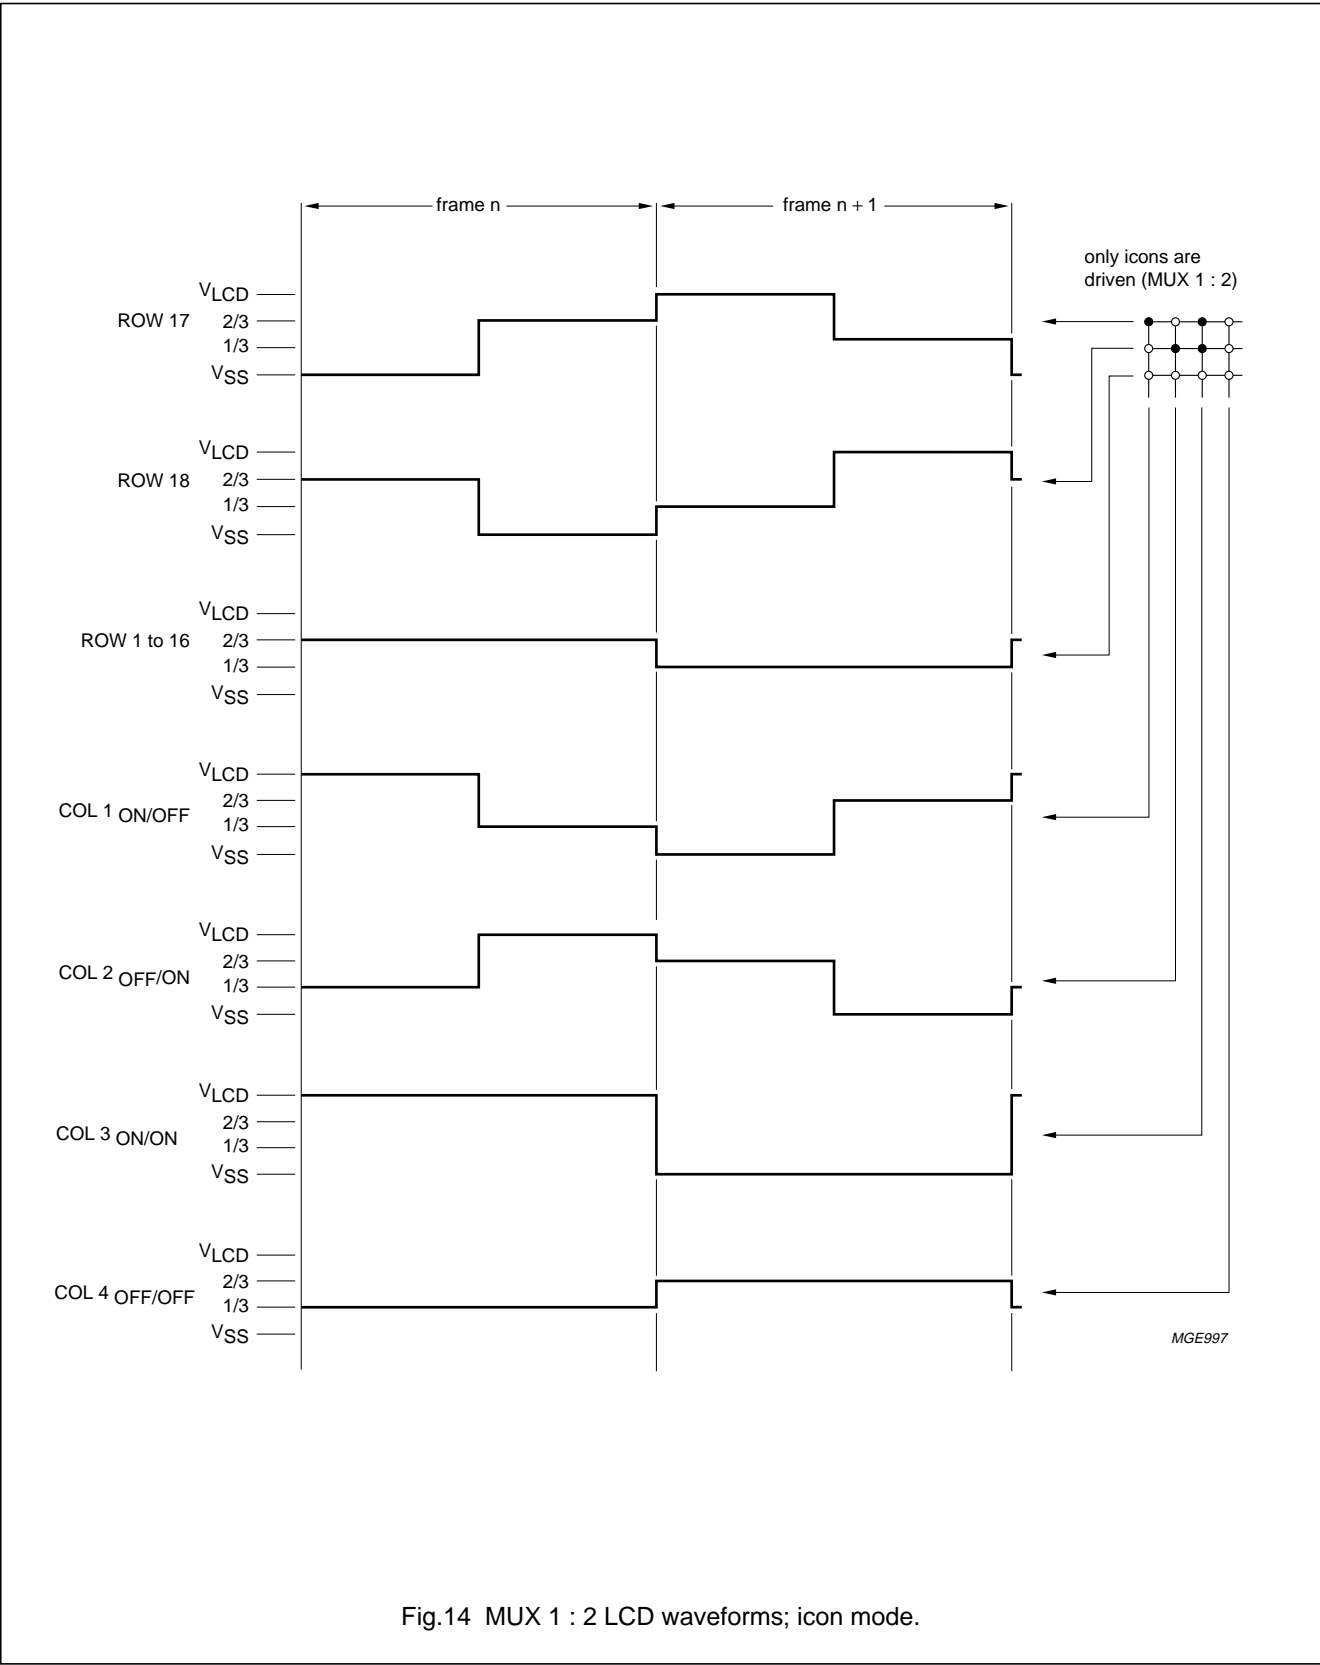 frame n
frame n + 1
only icons are
driven (MUX 1 : 2)
VLCD
ROW 17
2/3
1/3
VSS
VLCD
ROW 18
2/3
1/3
VSS
VLCD
ROW 1 to 16
2/3
1/3
VSS
VLCD
2/3
COL 1 ON/OFF
1/3
VSS
VLCD
2/3
COL 2 OFF/ON
1/3
VSS
VLCD
2/3
COL 3 ON/ON
1/3
VSS
VLCD
2/3
COL 4 OFF/OFF
1/3
VSS
MGE997
Fig.14 MUX 1 : 2 LCD waveforms; icon mode.